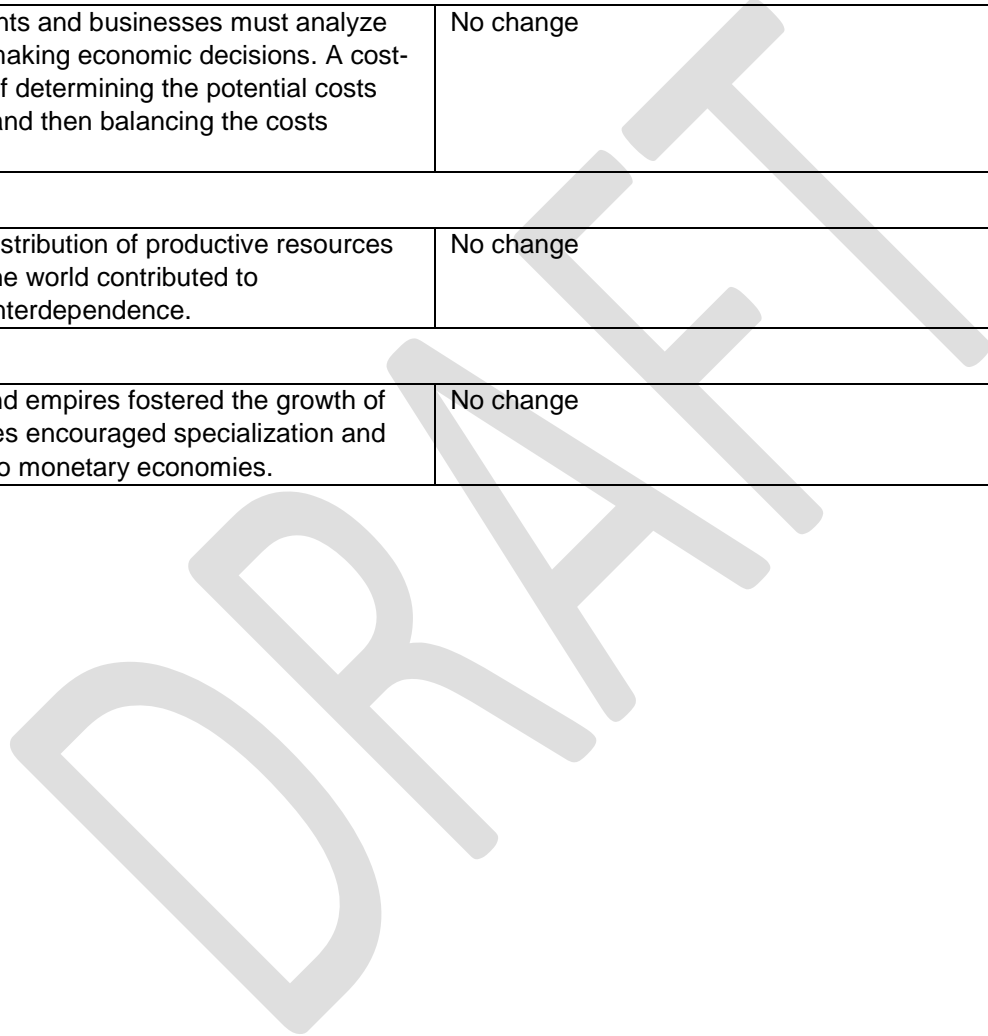 nts and businesses must analyze No change
naking economic decisions. A cost-
f determining the potential costs
and then balancing the costs
stribution of productive resources No change
he world contributed to
nterdependence.
nd empires fostered the growth of No change
es encouraged specialization and
o monetary economies.
DRAFT